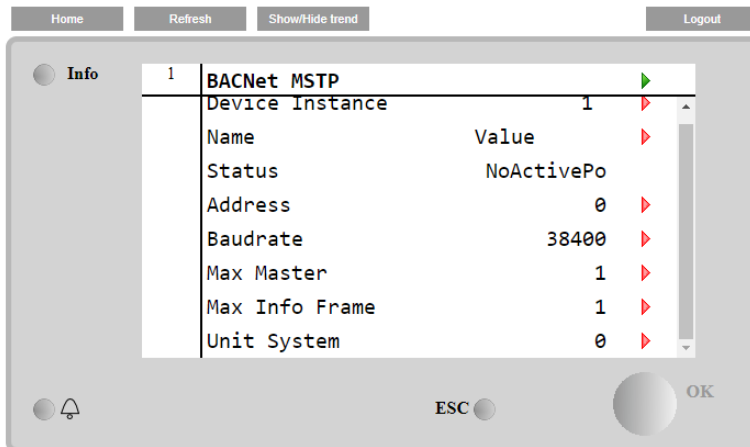 Home Refresh Show/Hide trend Logout
Info
1 BACNet MSTP
Device Instance 1
Name Value
Status NoActivePo
Address 0
Baudrate 38400
Max Master 1
Max Info Frame 1
Unit System 0
ESC OK